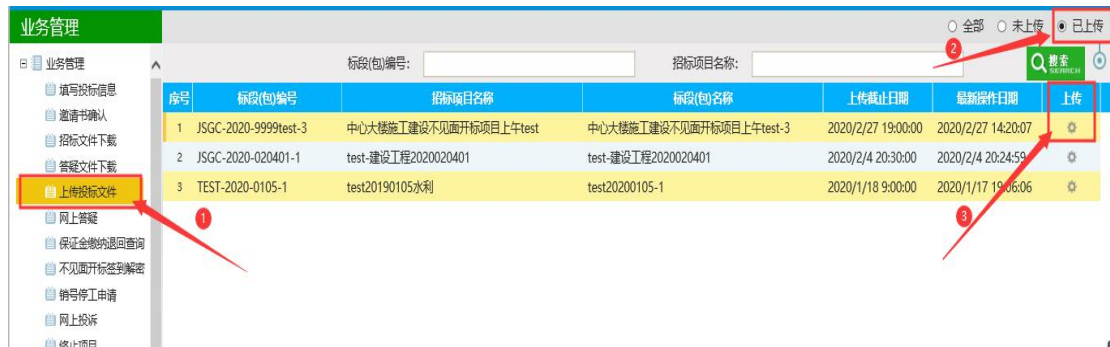 业务管理
全部 未上传 已上传
2
业务管理
标段(包)编号: 招标项目名称: 搜索 SEARCH
填写投标信息
邀请书确认
招标文件下载
答疑文件下载
上传投标文件
网上答疑
保证金缴纳退回查询
不见面开标签到解密
销号停工申请
网上投诉
终止项目
序号 标段(包)编号 招标项目名称 标段(包)名称 上传截止日期 最新操作日期 上传
1 JSGC-2020-9999test-3 中心大楼施工建设不见面开标项目上午test 中心大楼施工建设不见面开标项目上午test-3 2020/2/27 19:00:00 2020/2/27 14:20:07
2 JSGC-2020-020401-1 test-建设工程2020020401 test-建设工程2020020401 2020/2/4 20:30:00 2020/2/4 20:24:59
3 TEST-2020-0105-1 test20190105水利 test20200105-1 2020/1/18 9:00:00 2020/1/17 19:06:06
1
3